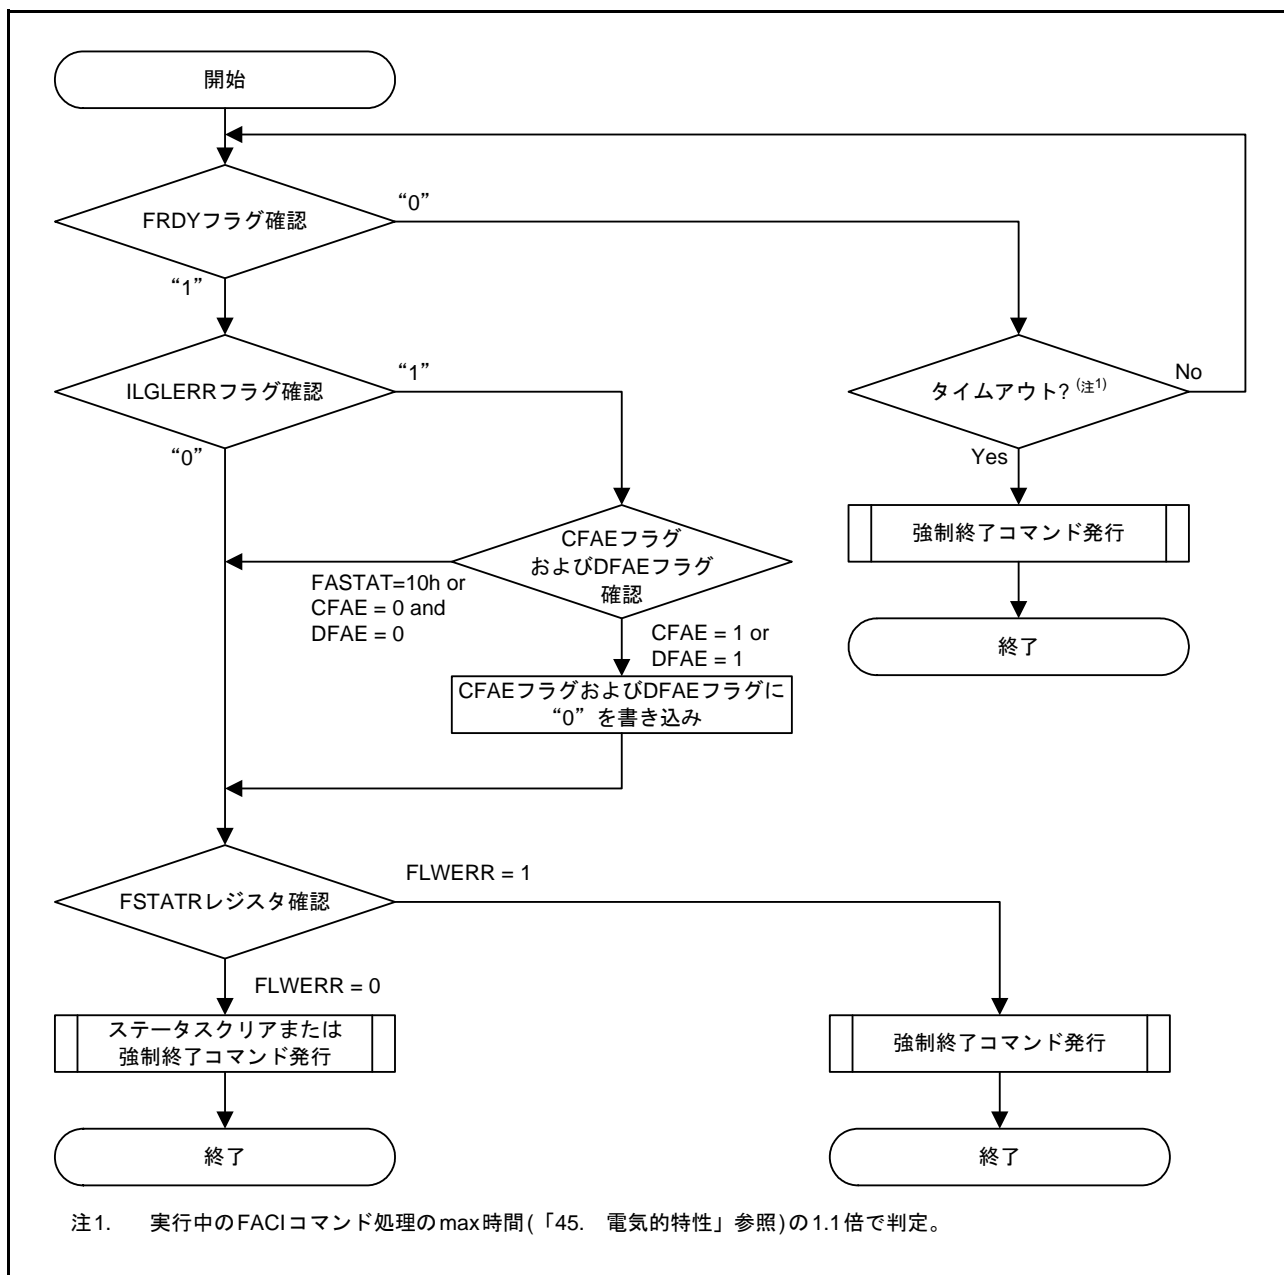 開始
FRDYフラグ確認
“0”
“1”
ILGLERRフラグ確認
“1”
“0”
タイムアウト? (注1)
No
Yes
強制終了コマンド発行
終了
CFAEフラグ
およびDFAEフラグ
確認
FASTAT=10h or
CFAE = 0 and
DFAE = 0
CFAE = 1 or
DFAE = 1
CFAEフラグおよびDFAEフラグに
“0”を書き込み
FSTATRレジスタ確認
FLWERR = 1
FLWERR = 0
ステータスクリアまたは
強制終了コマンド発行
終了
強制終了コマンド発行
終了
注1. 実行中のFACIコマンド処理のmax時間(「45. 電気的特性」参照)の1.1倍で判定。